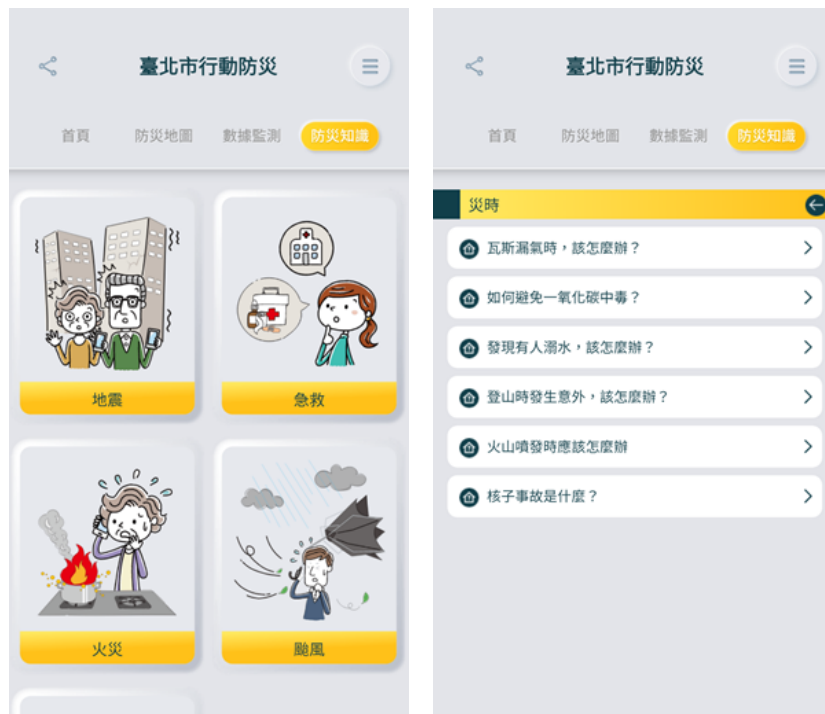 臺北市行動防災
首頁 防災地圖 數據監測 防災知識
地震 急救
火災 颱風
臺北市行動防災
首頁 防災地圖 數據監測 防災知識
災時
瓦斯漏氣時，該怎麼辦？
如何避免一氧化碳中毒？
發現有人溺水，該怎麼辦？
登山時發生意外，該怎麼辦？
火山噴發時應該怎麼辦
核子事故是什麼？